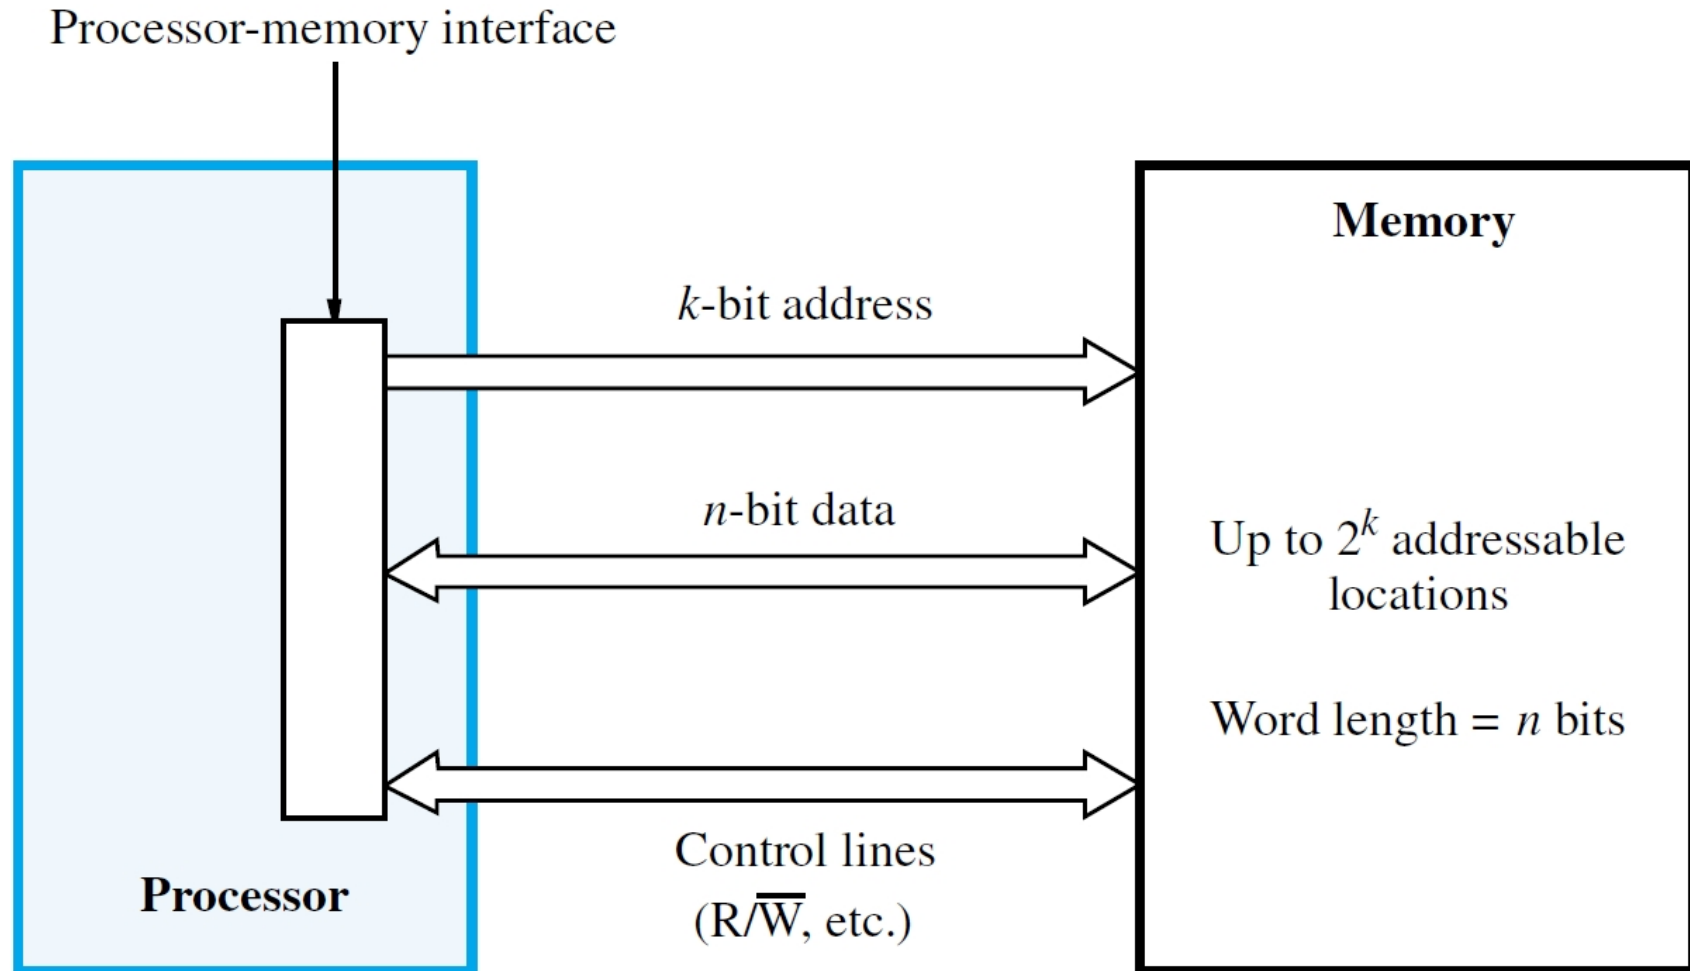 Processor-memory interface
Memory
k-bit address
n-bit data
Up to 2^k addressable
locations
Word length = n bits
Control lines
(R/W̅, etc.)
Processor